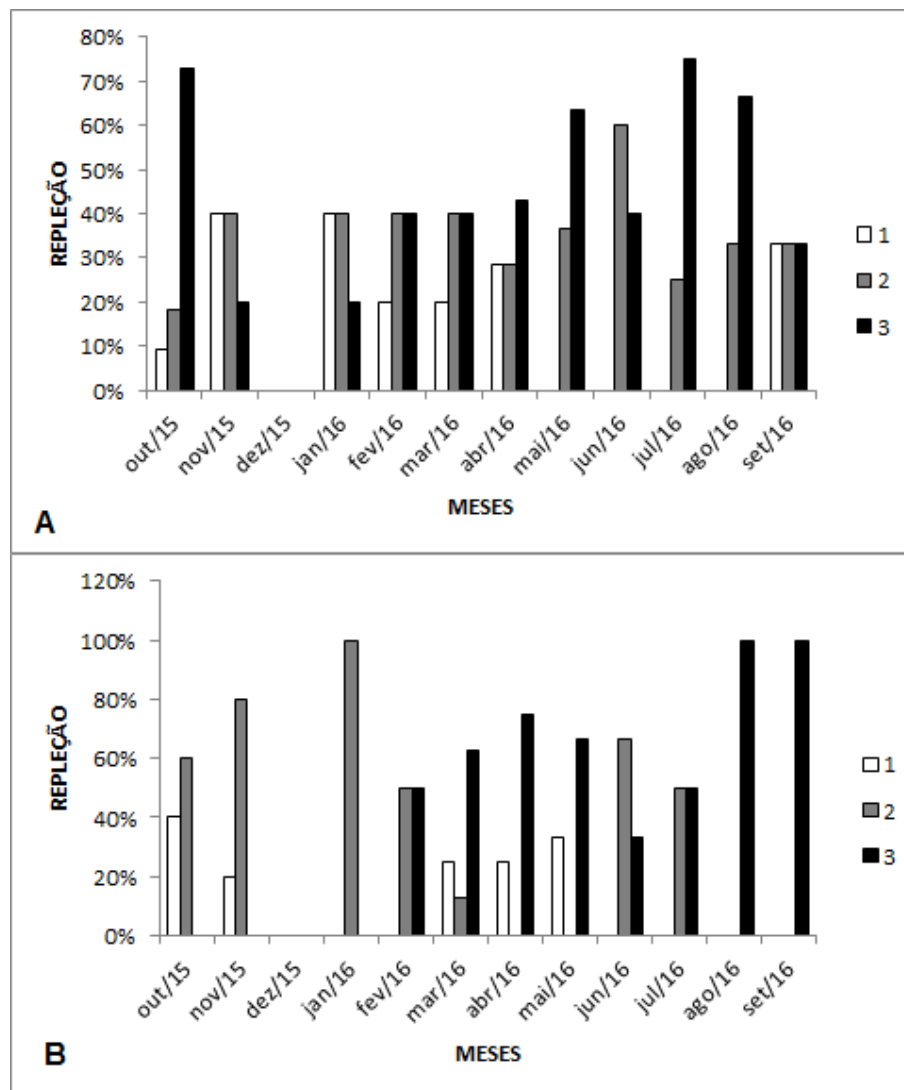 80%
70%
60%
50%
40%
30%
20%
10%
0%
REPLEÇÃO
out/15
nov/15
dez/15
jan/16
fev/16
mar/16
abr/16
mai/16
jun/16
jul/16
ago/16
set/16
MESES
1
2
3
A
120%
100%
80%
60%
40%
20%
0%
REPLEÇÃO
out/15
nov/15
dez/15
jan/16
fev/16
mar/16
abr/16
mai/16
jun/16
jul/16
ago/16
set/16
MESES
1
2
3
B